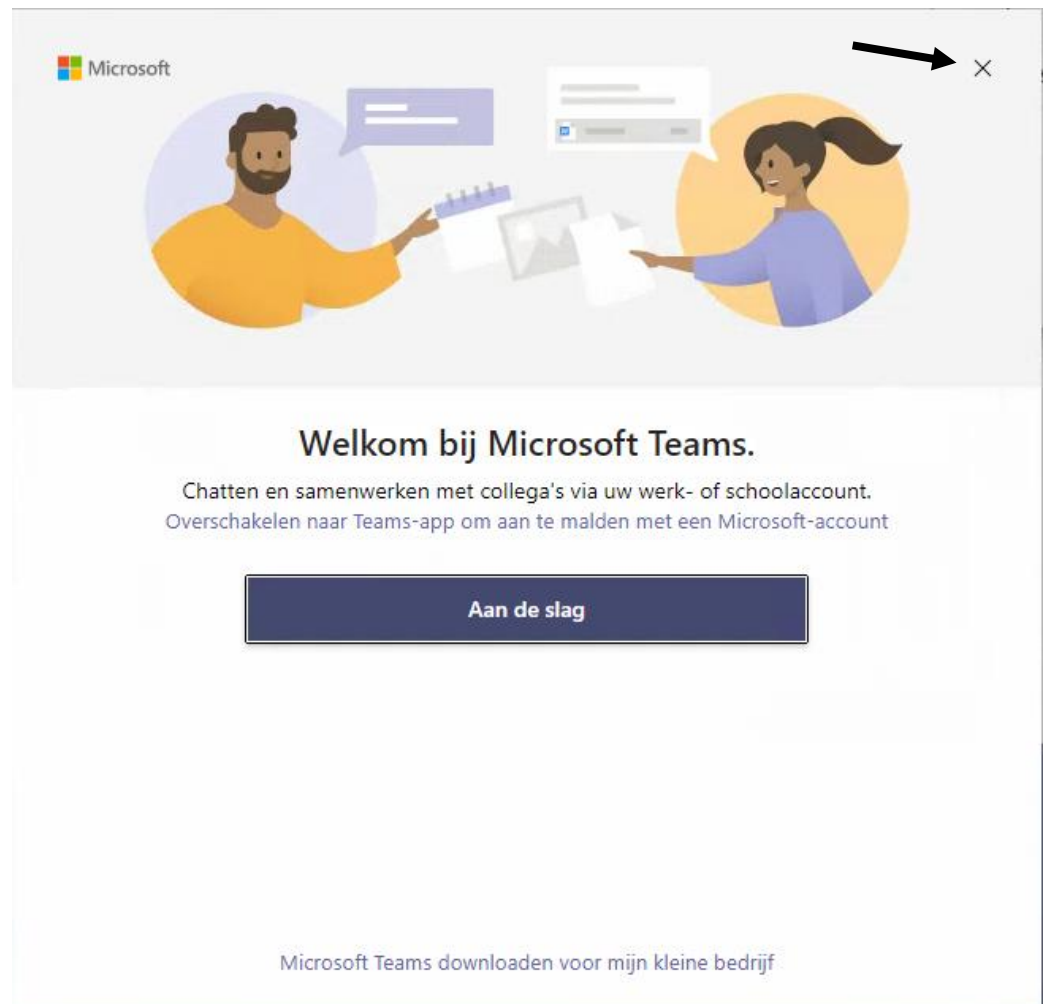 Microsoft
Welkom bij Microsoft Teams.
Chatten en samenwerken met collega's via uw werk- of schoolaccount.
Overschakelen naar Teams-app om aan te malden met een Microsoft-account
Aan de slag
Microsoft Teams downloaden voor mijn kleine bedrijf